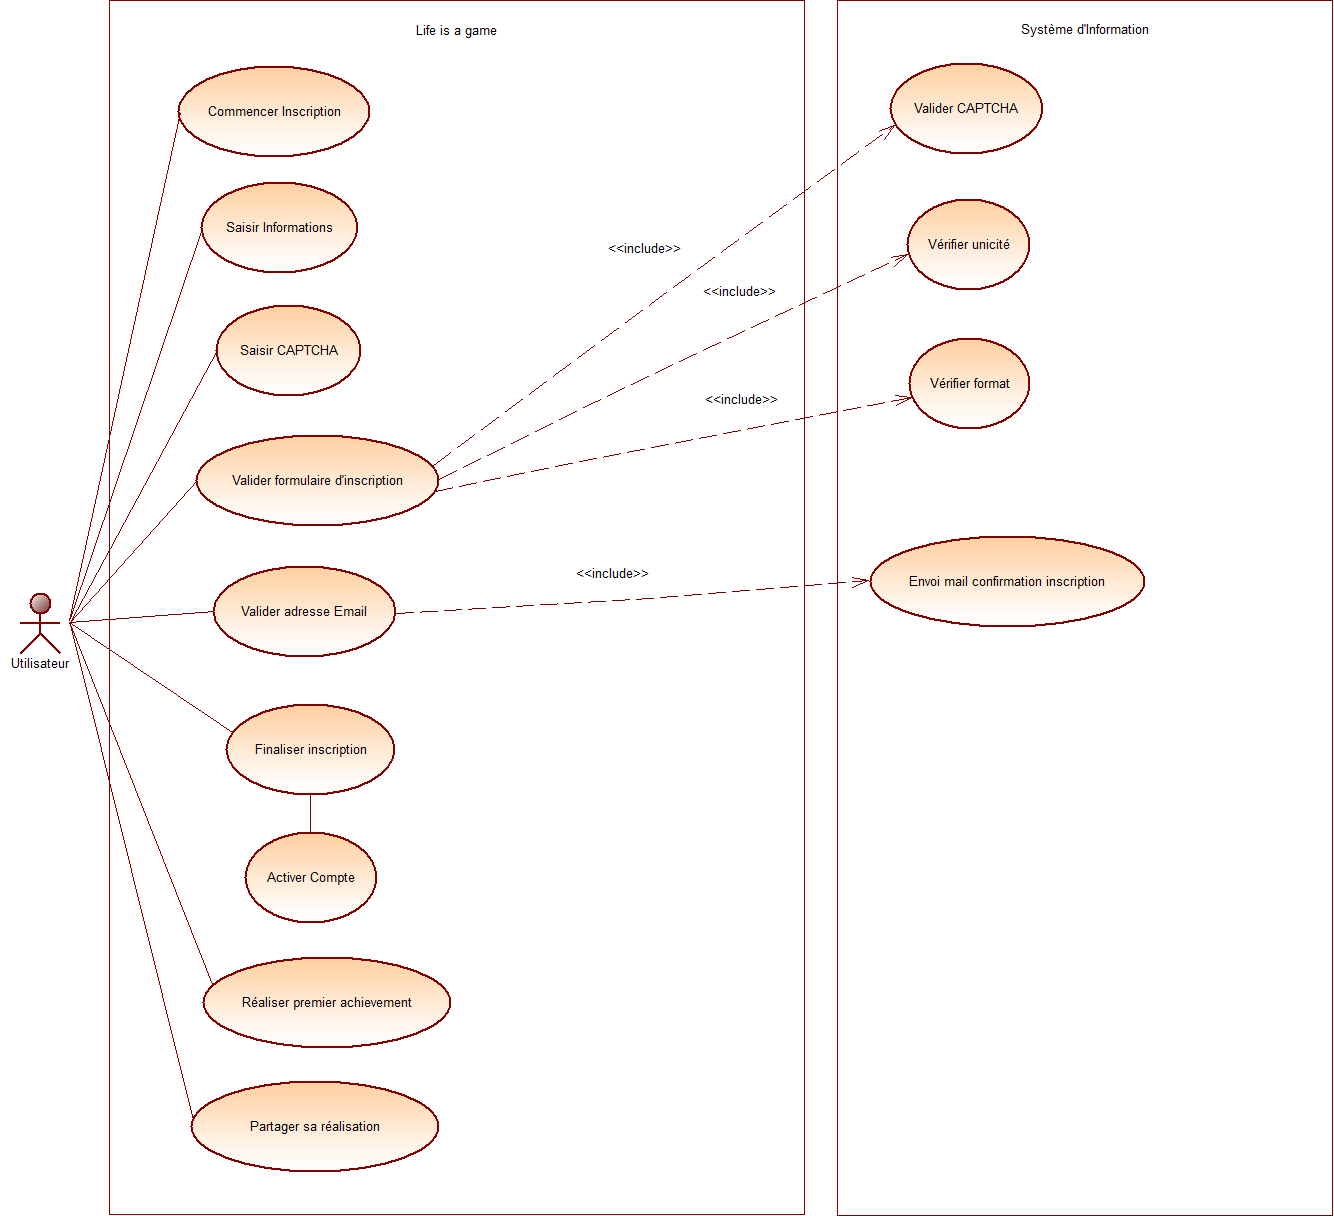 Life is a game
Système d'Information
Commencer Inscription
Valider CAPTCHA
Saisir Informations
Vérifier unicité
<<include>>
<<include>>
Saisir CAPTCHA
Vérifier format
<<include>>
Valider formulaire d'inscription
<<include>>
Envoi mail confirmation inscription
Valider adresse Email
Utilisateur
Finaliser inscription
Activer Compte
Réaliser premier achievement
Partager sa réalisation